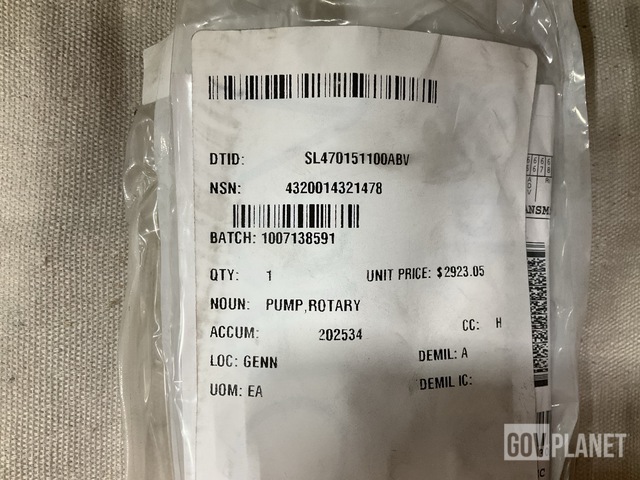 DTID: SL470151100ABV
NSN: 4320014321478
BATCH: 1007138591
QTY: 1 UNIT PRICE: $2923.05
NOUN: PUMP,ROTARY
ACCUM: 202534 CC: H
LOC: GENN DEMIL: A
UOM: EA DEMIL IC:
ANSM
GOVPLANET